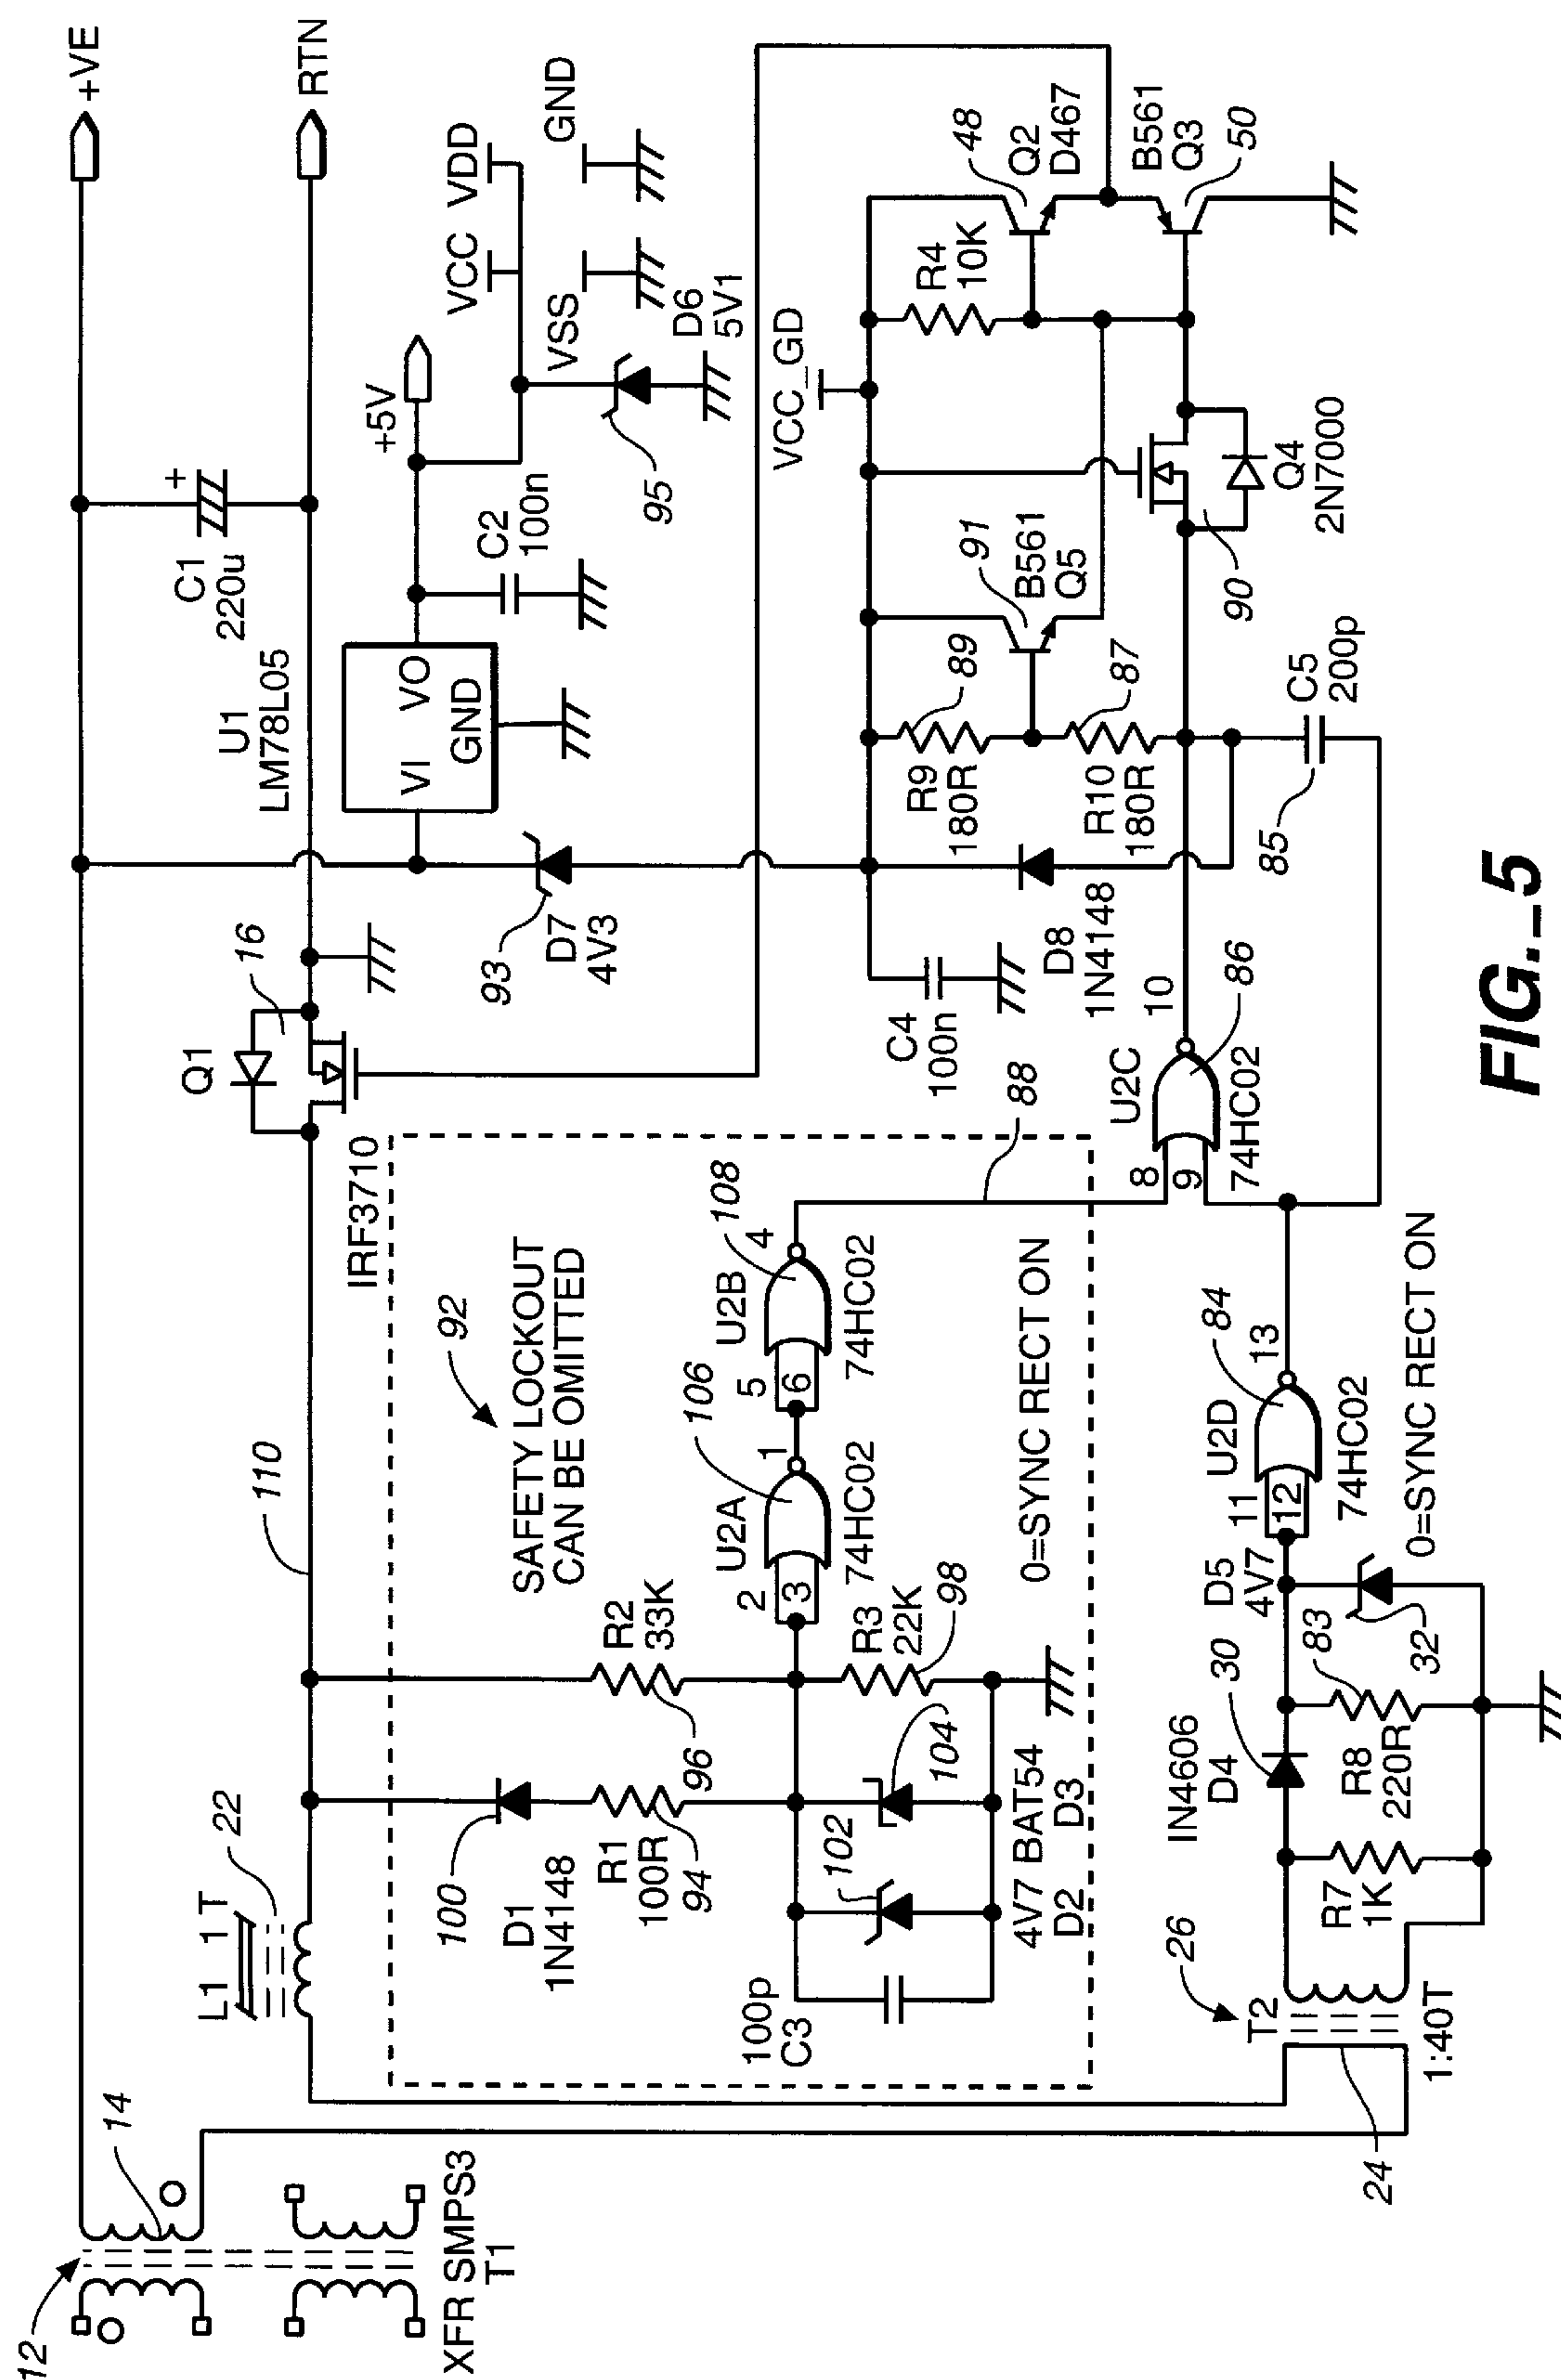 +VE
RTN
C1
220u
+
U1
LM78L05
VI
VO
GND
+5V
C2
100n
VCC
VDD
VSS
GND
D6
5V1
95
Q1
16
IRF3710
93
D7
4V3
110
L1
1 T
22
12
14
XFR SMPS3
T1
92
SAFETY LOCKOUT
CAN BE OMITTED
100
D1
1N4148
R1
100R
94
R2
33K
96
100p
C3
102
4V7
D2
104
BAT54
D3
R3
22K
98
2
3
U2A
106
1
74HC02
5
6
U2B
108
4
74HC02
0=SYNC RECT ON
88
VCC_GD
C4
100n
D8
1N4148
R9
180R
89
R10
180R
87
91
B561
Q5
R4
10K
48
Q2
D467
B561
Q3
50
90
Q4
2N7000
85
C5
200p
U2C
8
9
10
86
74HC02
26
T2
1:40T
24
R7
1K
IN4606
D4
30
R8
220R
83
D5
4V7
32
11
12
U2D
13
84
74HC02
0=SYNC RECT ON
FIG._5